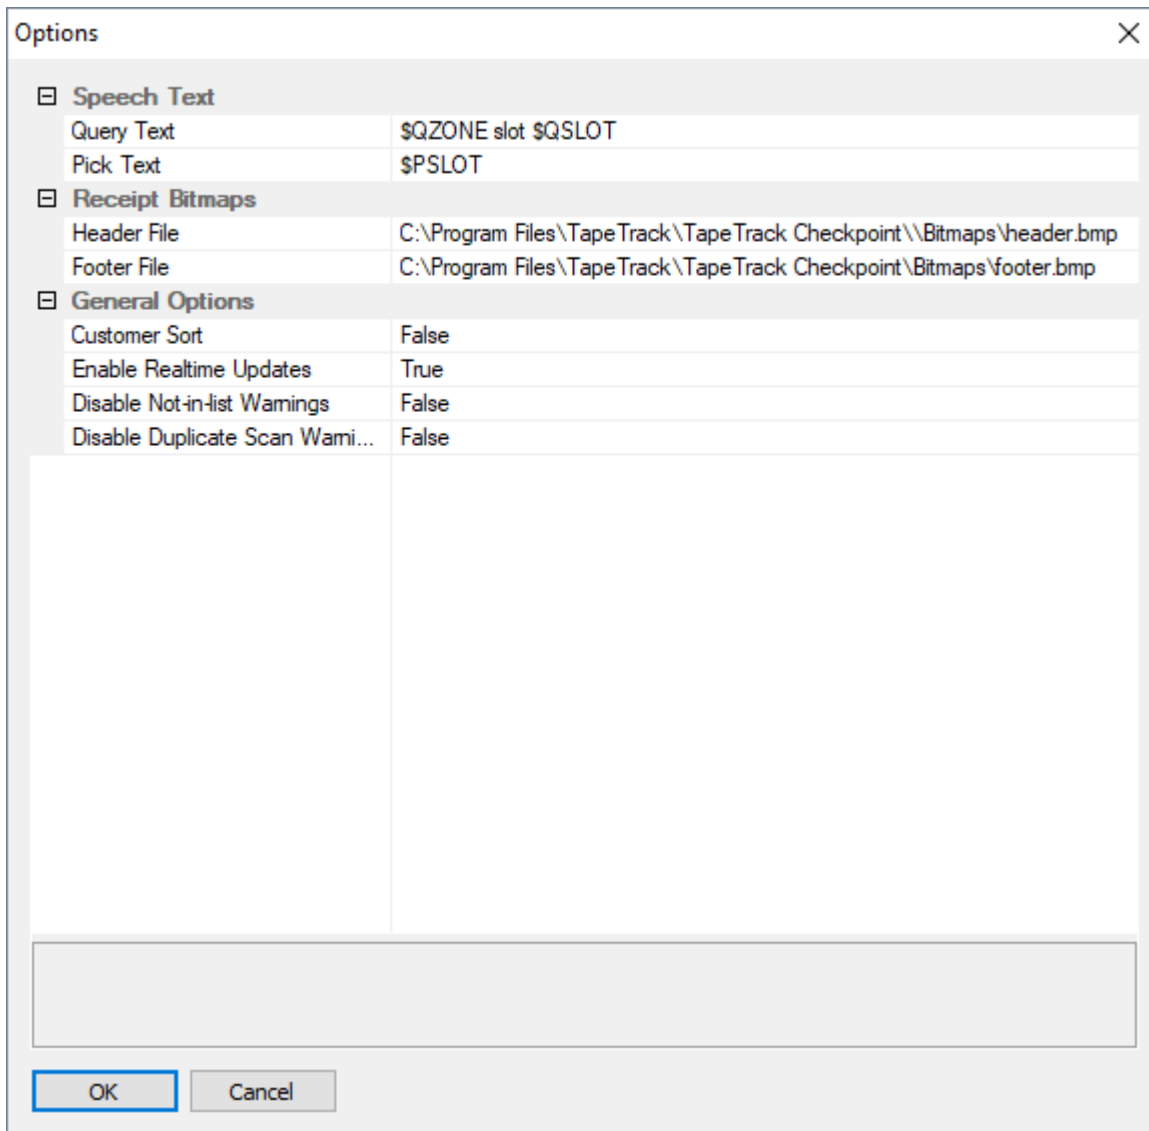 Options
Speech Text
Query Text $QZONE slot $QSLOT
Pick Text $PSLOT
Receipt Bitmaps
Header File C:\Program Files\TapeTrack\TapeTrack Checkpoint\\Bitmaps\header.bmp
Footer File C:\Program Files\TapeTrack\TapeTrack Checkpoint\Bitmaps\footer.bmp
General Options
Customer Sort False
Enable Realtime Updates True
Disable Not-in-list Warnings False
Disable Duplicate Scan Warni... False
OK Cancel